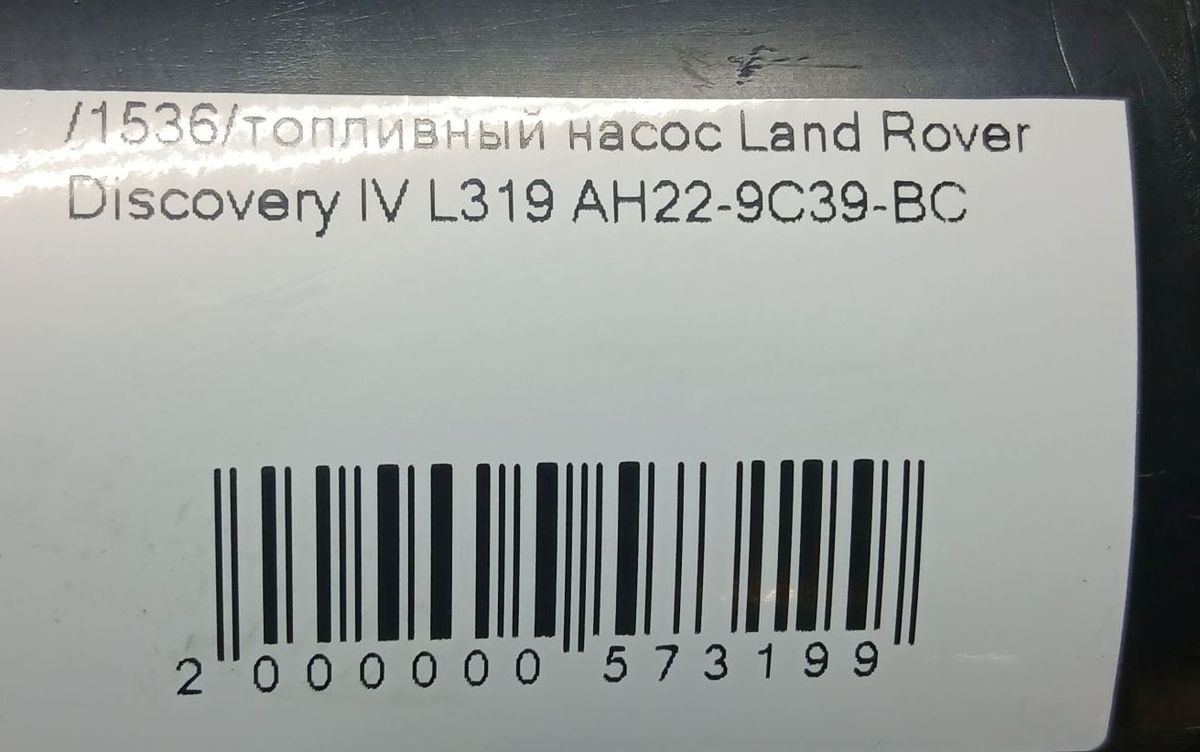 /1536/топливный насос Land Rover
Discovery IV L319 AH22-9C39-BC
2 000000 573199